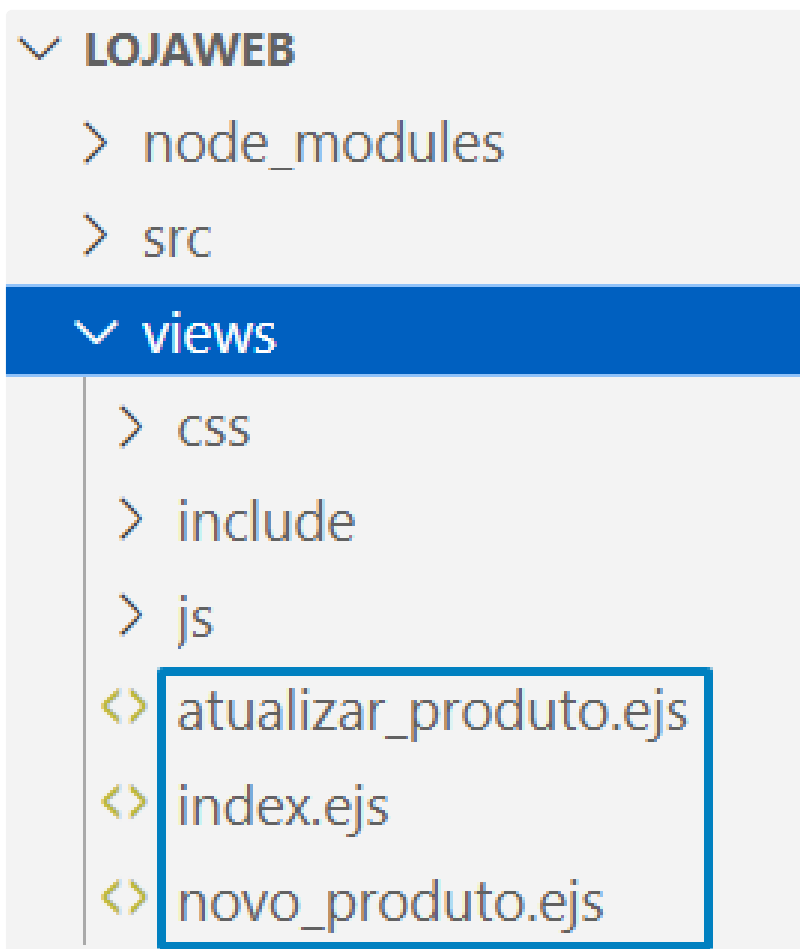 LOJAWEB
node_modules
src
views
css
include
js
atualizar_produto.ejs
index.ejs
novo_produto.ejs